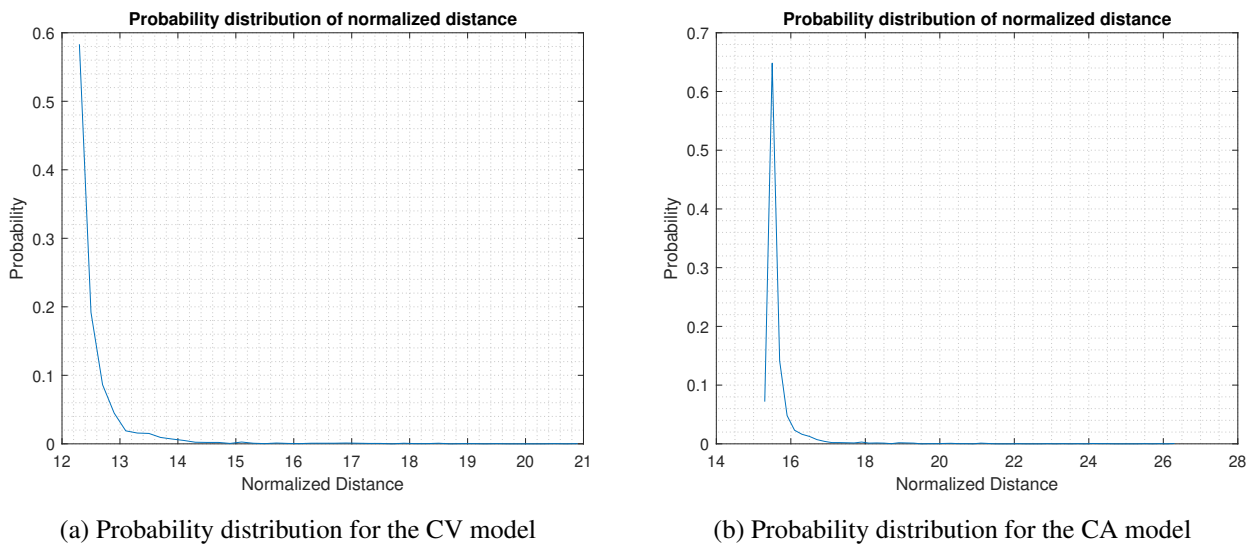 Probability distribution of normalized distance
0.6
0.5
0.4
0.3
0.2
0.1
0
Probability
12 13 14 15 16 17 18 19 20 21
Normalized Distance
(a) Probability distribution for the CV model
Probability distribution of normalized distance
0.7
0.6
0.5
0.4
0.3
0.2
0.1
0
Probability
14 16 18 20 22 24 26 28
Normalized Distance
(b) Probability distribution for the CA model